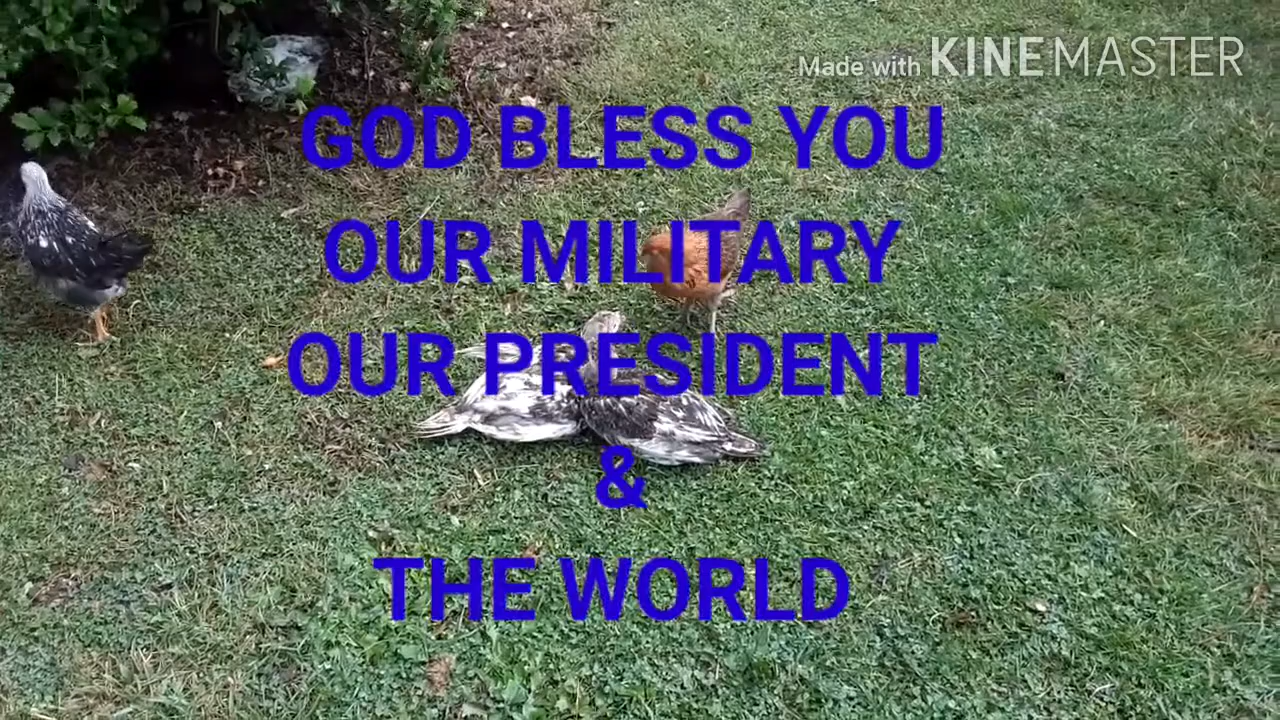 Made with KINEMASTER
GOD BLESS YOU
OUR MILITARY
OUR PRESIDENT
&
THE WORLD